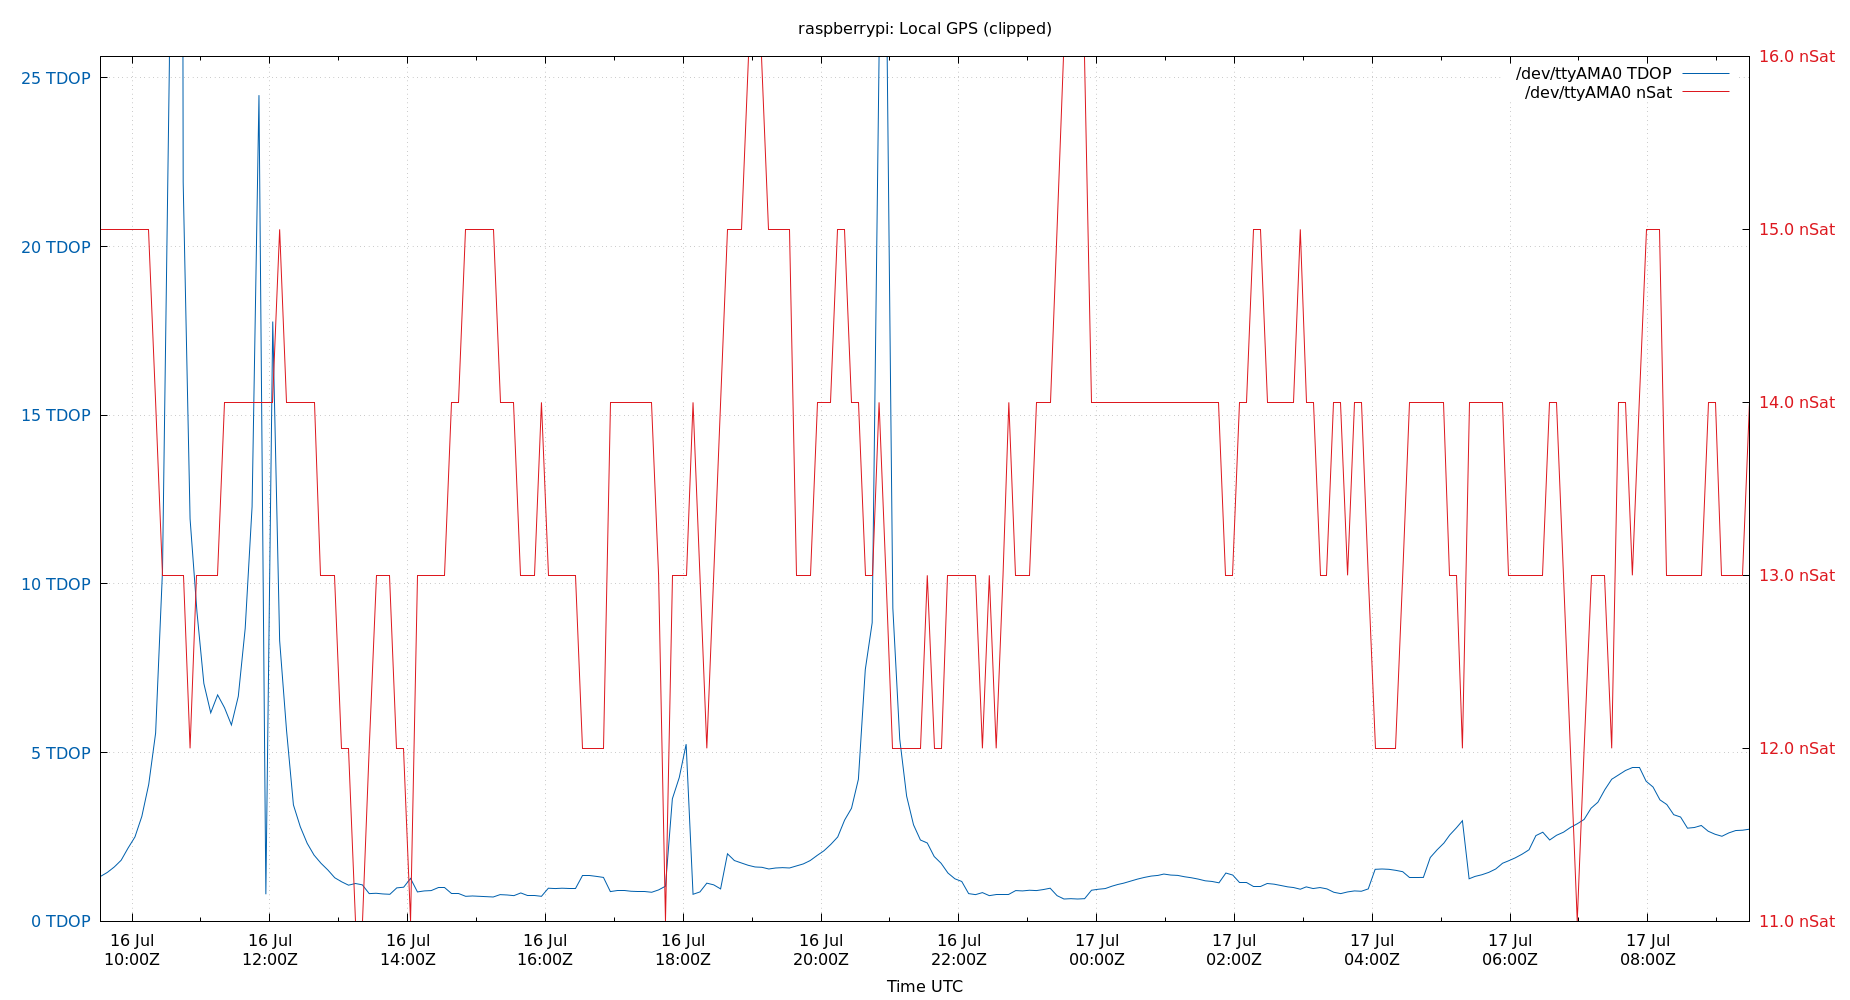 raspberrypi: Local GPS (clipped)
/dev/ttyAMA0 TDOP
/dev/ttyAMA0 nSat
25 TDOP
20 TDOP
15 TDOP
10 TDOP
5 TDOP
0 TDOP
16.0 nSat
15.0 nSat
14.0 nSat
13.0 nSat
12.0 nSat
11.0 nSat
16 Jul
10:00Z
16 Jul
12:00Z
16 Jul
14:00Z
16 Jul
16:00Z
16 Jul
18:00Z
16 Jul
20:00Z
16 Jul
22:00Z
17 Jul
00:00Z
17 Jul
02:00Z
17 Jul
04:00Z
17 Jul
06:00Z
17 Jul
08:00Z
Time UTC